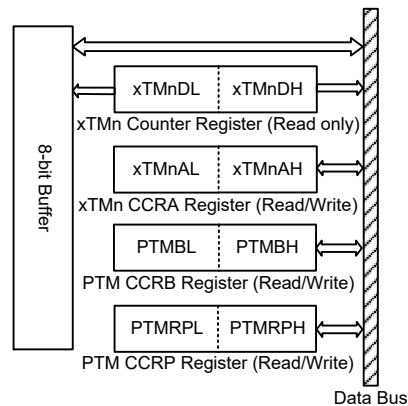 8-bit Buffer
xTMnDL xTMnDH
xTMn Counter Register (Read only)
xTMnAL xTMnAH
xTMn CCRA Register (Read/Write)
PTMBL PTMBH
PTM CCRB Register (Read/Write)
PTMRPL PTMRPH
PTM CCRP Register (Read/Write)
Data Bus